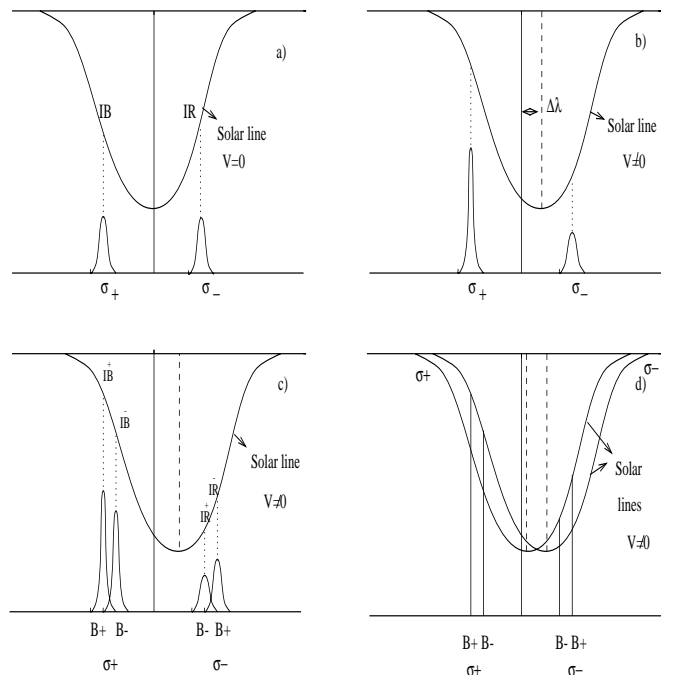 a)
IB
IR
Solar line
V=0
σ+
σ−
b)
Δλ
Solar line
V≠0
σ+
σ−
c)
IB+
IB-
IR+
IR-
Solar line
V≠0
B+ B- B- B+
σ+ σ−
d)
σ+ σ−
Solar
lines
V≠0
B+ B- B- B+
σ+ σ−